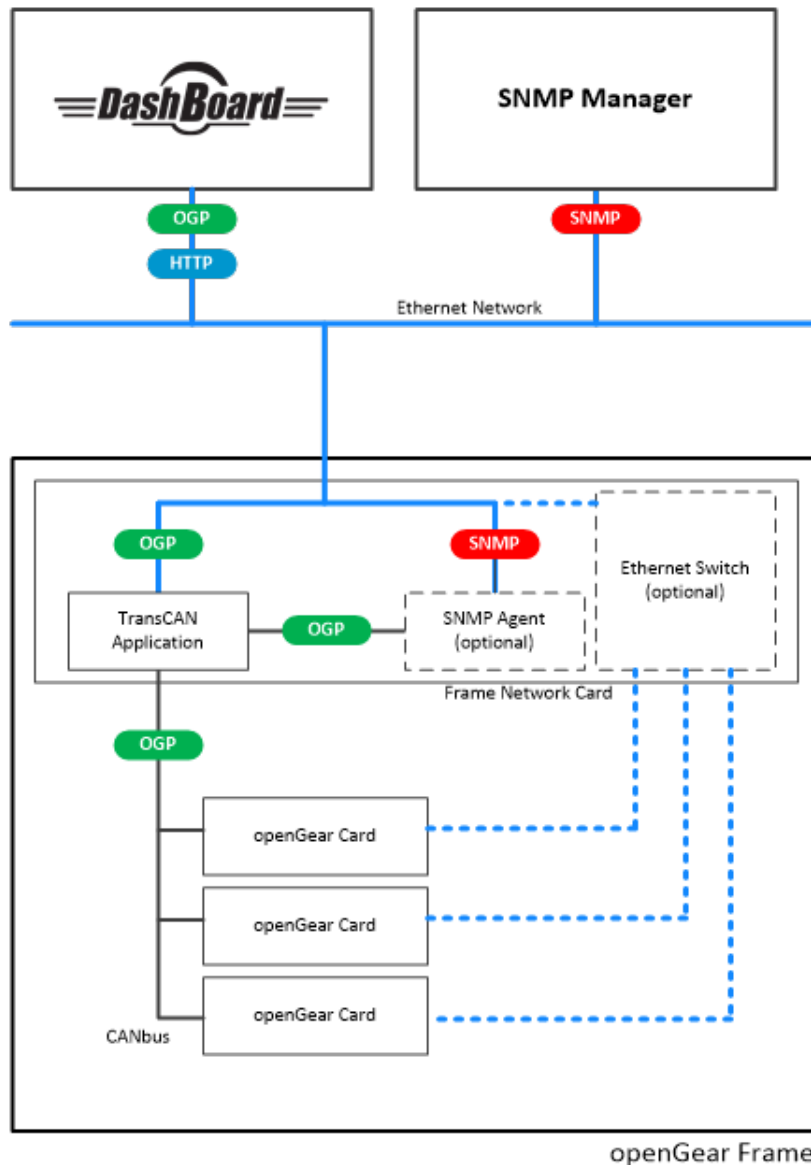 DashBoard
SNMP Manager
OGP
SNMP
HTTP
Ethernet Network
OGP
SNMP
Ethernet Switch
(optional)
TransCAN
Application
OGP
SNMP Agent
(optional)
Frame Network Card
OGP
openGear Card
openGear Card
openGear Card
CANbus
openGear Frame